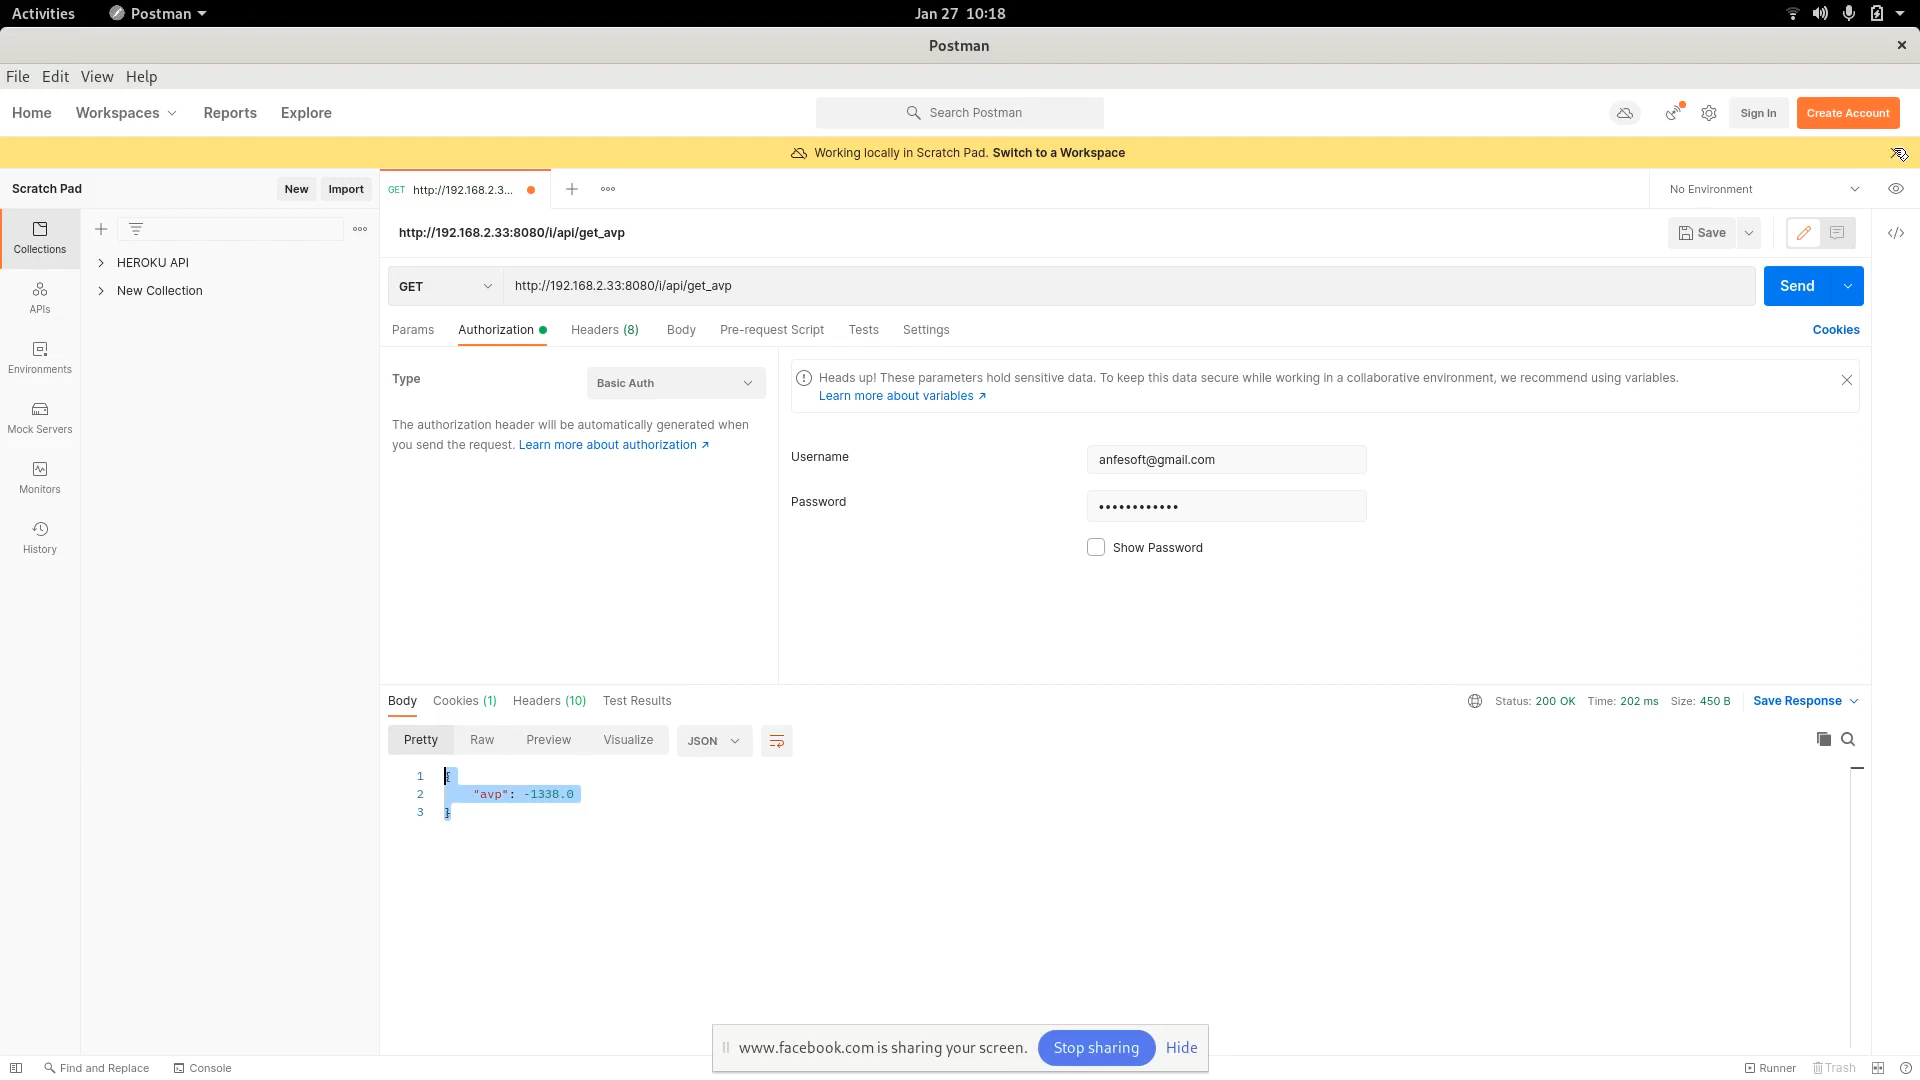 Activities Postman Jan 27 10:18
Postman
File Edit View Help
Home Workspaces Reports Explore Search Postman Sign In Create Account
Working locally in Scratch Pad. Switch to a Workspace
Scratch Pad New Import GET http://192.168.2.3... No Environment
Collections
APIs
Environments
Mock Servers
Monitors
History
HEROKU API
New Collection
http://192.168.2.33:8080/i/api/get_avp Save
GET http://192.168.2.33:8080/i/api/get_avp Send
Params Authorization Headers (8) Body Pre-request Script Tests Settings Cookies
Type Basic Auth
The authorization header will be automatically generated when
you send the request. Learn more about authorization ↗
Heads up! These parameters hold sensitive data. To keep this data secure while working in a collaborative environment, we recommend using variables.
Learn more about variables ↗
Username anfesoft@gmail.com
Password ••••••••••••
Show Password
Body Cookies (1) Headers (10) Test Results Status: 200 OK Time: 202 ms Size: 450 B Save Response
Pretty Raw Preview Visualize JSON
1 {
2 "avp": -1338.0
3 }
www.facebook.com is sharing your screen. Stop sharing Hide
Find and Replace Console Runner Trash